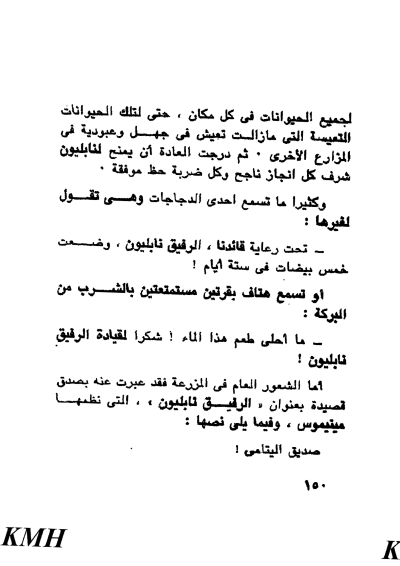 لجميع الحيوانات فى كل مكان ، حتى لتلك الحيوانات
التعيسة التى مازالت تعيش فى جهل وعبودية فى
المزارع الأخرى ٠ ثم درجت العادة أن يمنح لنابليون
شرف كل انجاز ناجح وكل ضربة حظ موفقة ٠
وكثيرا ما تسمع احدى الدجاجات وهى تقول
لغيرها :
– تحت رعاية قائدنا ، الرفيق نابليون ، وضعت
خمس بيضات فى ستة أيام !
أو تسمع هتاف بقرتين مستمتعتين بالشرب من
البركة :
– ما أحلى طعم هذا الماء ! شكرا لقيادة الرفيق
نابليون !
أما الشعور العام فى المزرعة فقد عبرت عنه بصدق
قصيدة بعنوان « الرفيق نابليون » ، التى نظمها
مينيموس ، وفيما يلى نصها :
صديق اليتامى !
١٥٠
KMH
K